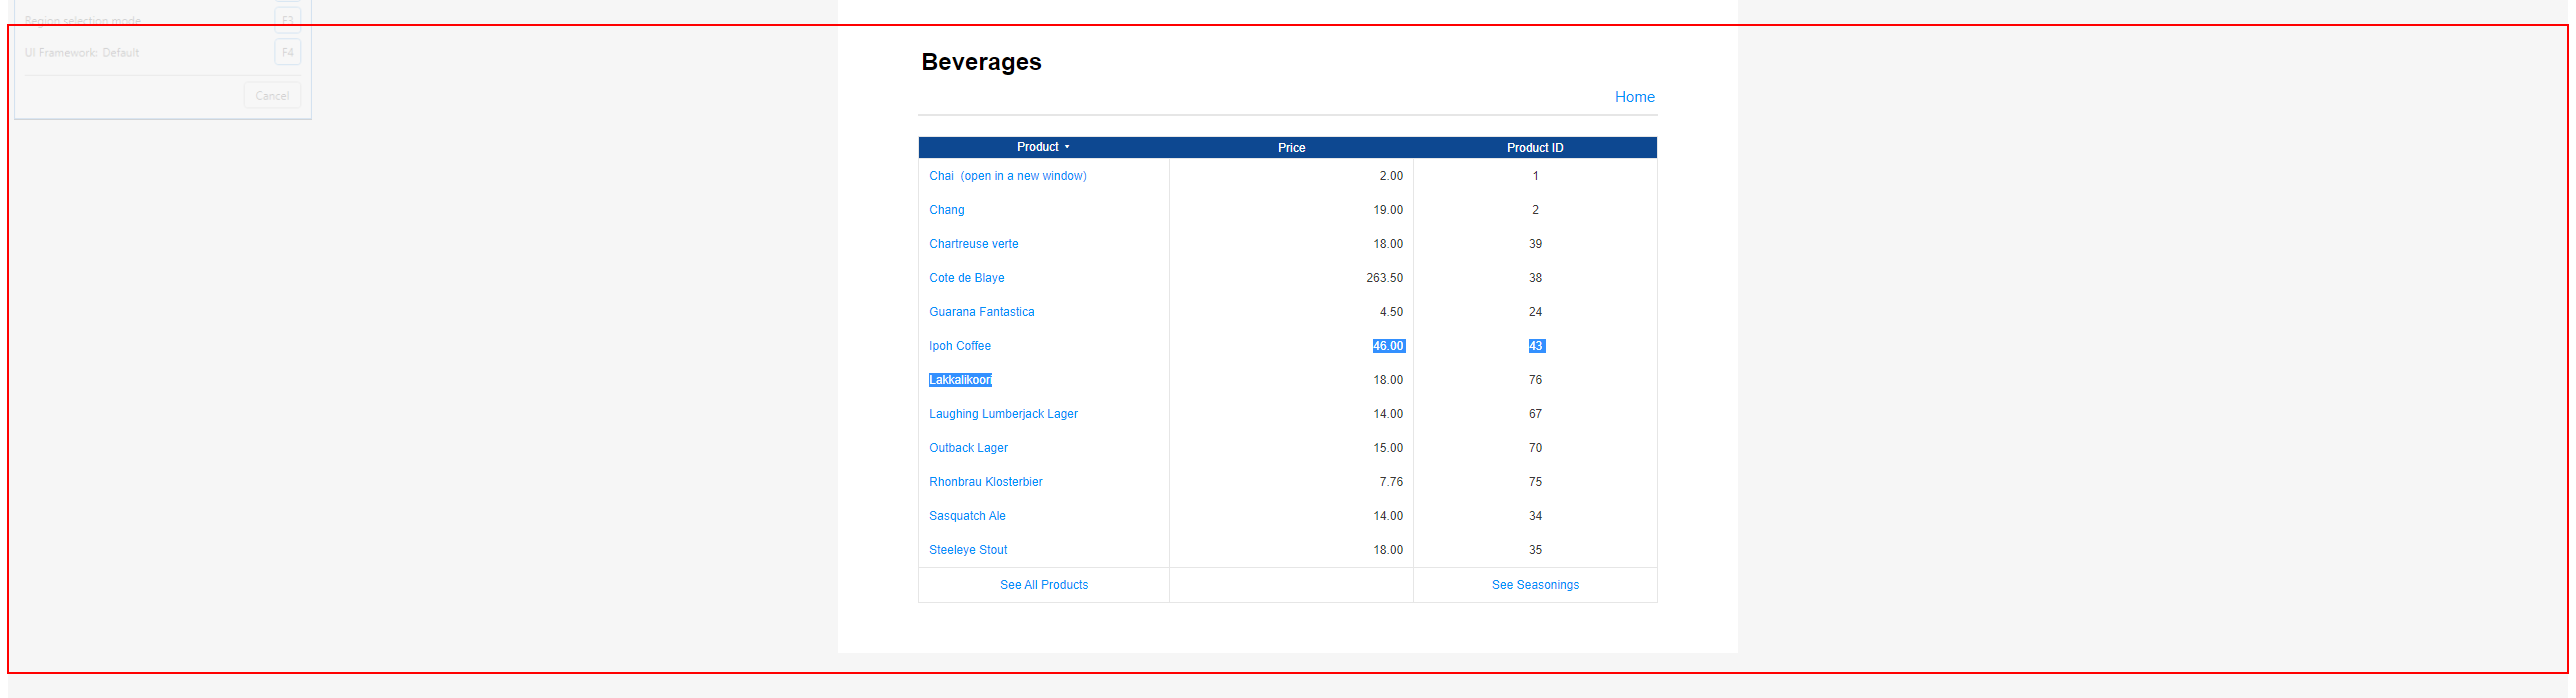 Region selection mode F3
UI Framework: Default F4
Cancel
Beverages
Home
Product Price Product ID
Chai (open in a new window) 2.00 1
Chang 19.00 2
Chartreuse verte 18.00 39
Cote de Blaye 263.50 38
Guarana Fantastica 4.50 24
Ipoh Coffee 46.00 43
Lakkalikoori 18.00 76
Laughing Lumberjack Lager 14.00 67
Outback Lager 15.00 70
Rhonbrau Klosterbier 7.76 75
Sasquatch Ale 14.00 34
Steeleye Stout 18.00 35
See All Products See Seasonings